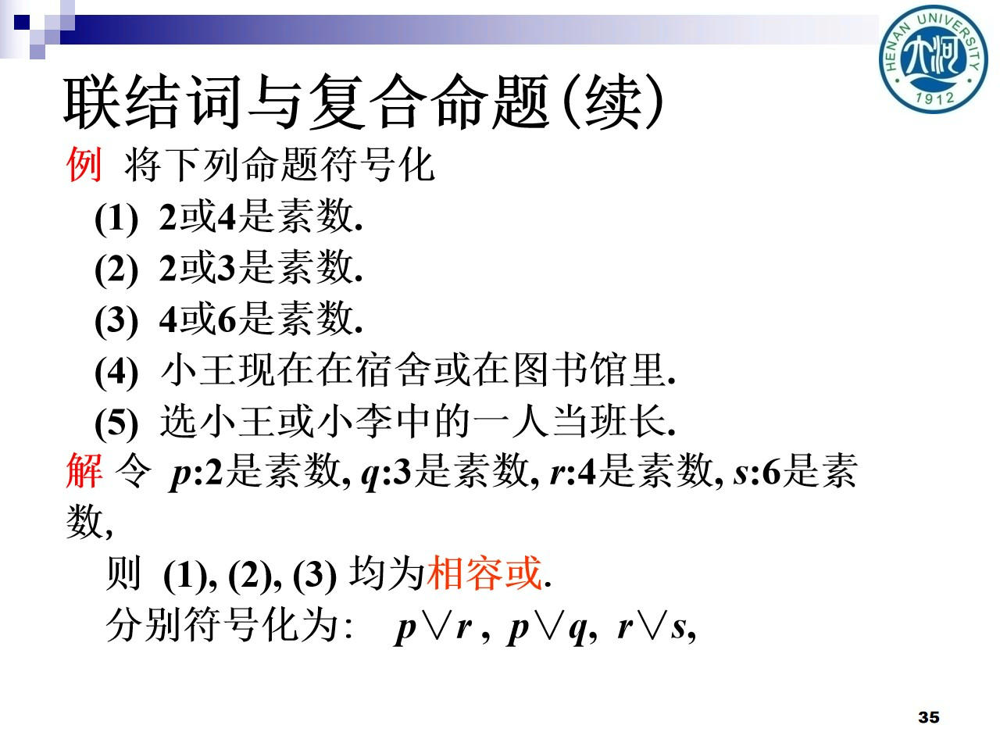 HENAN UNIVERSITY
1912
联结词与复合命题(续)
例 将下列命题符号化
(1) 2或4是素数.
(2) 2或3是素数.
(3) 4或6是素数.
(4) 小王现在在宿舍或在图书馆里.
(5) 选小王或小李中的一人当班长.
解 令 p:2是素数, q:3是素数, r:4是素数, s:6是素
数,
则 (1), (2), (3) 均为相容或.
分别符号化为: p∨r , p∨q, r∨s,
35